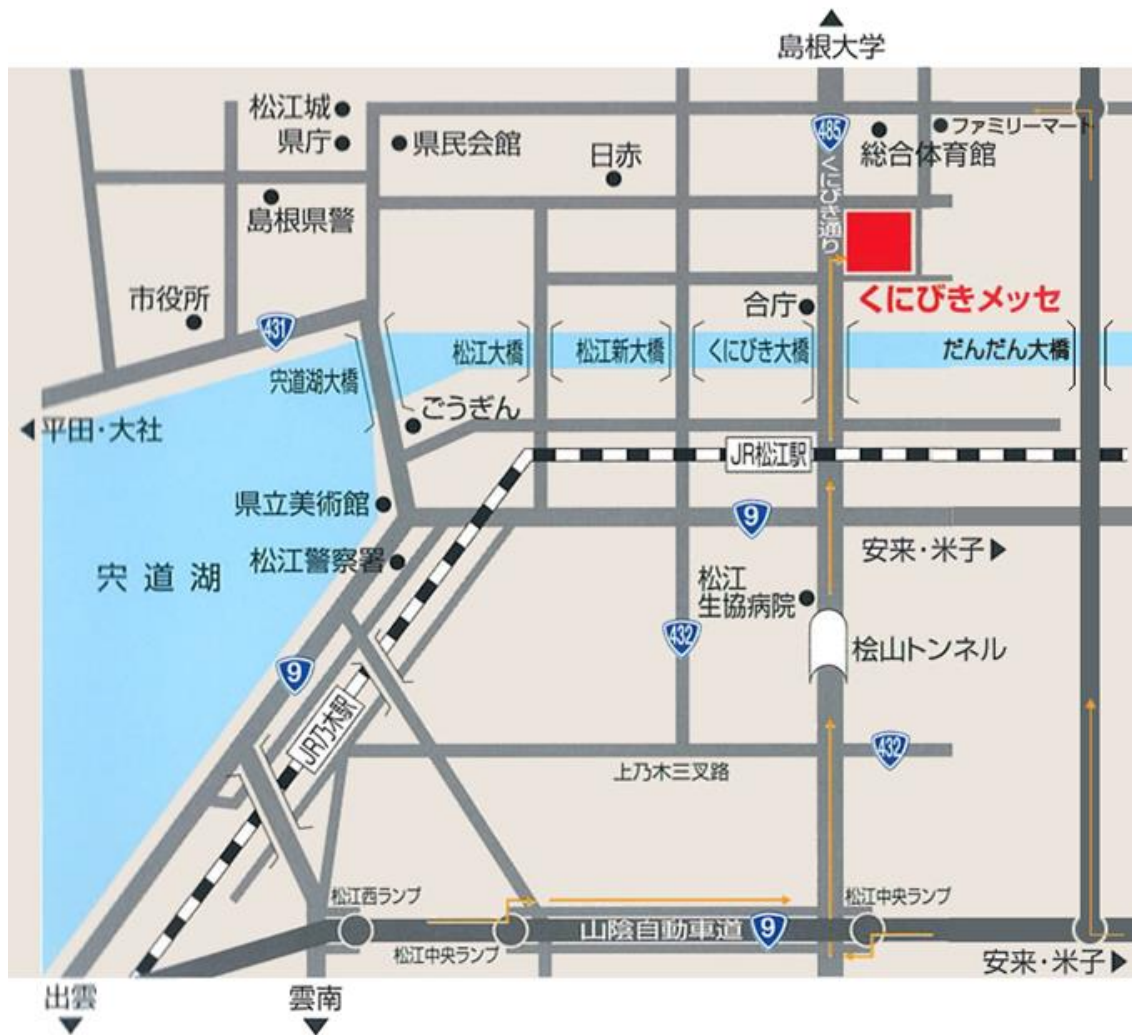 島根大学
松江城
県庁
県民会館
日赤
485
総合体育館
ファミリーマート
くにびき通り
島根県警
市役所
431
合庁
くにびきメッセ
宍道湖大橋
松江大橋
松江新大橋
くにびき大橋
だんだん大橋
平田・大社
ごうぎん
JR松江駅
県立美術館
9
安来・米子
松江警察署
宍道湖
松江
生協病院
432
桧山トンネル
9
JR乃木駅
432
上乃木三叉路
松江西ランプ
松江中央ランプ
山陰自動車道
9
松江中央ランプ
安来・米子
出雲
雲南